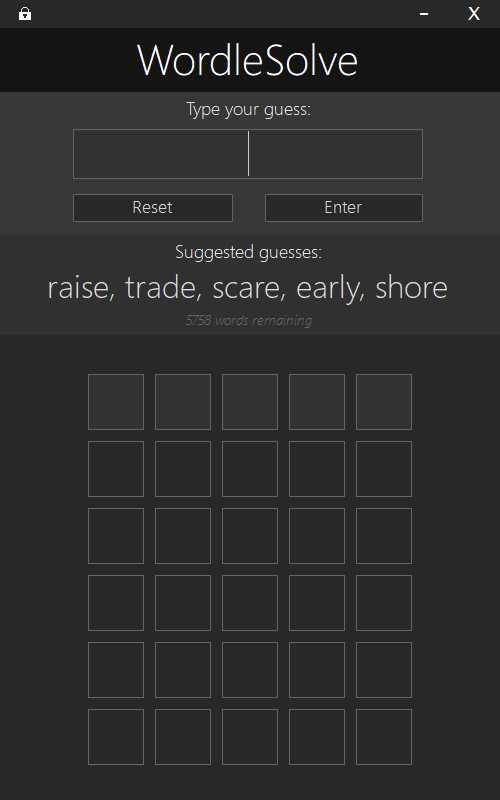 – X
WordleSolve
Type your guess:
Reset Enter
Suggested guesses:
raise, trade, scare, early, shore
5758 words remaining